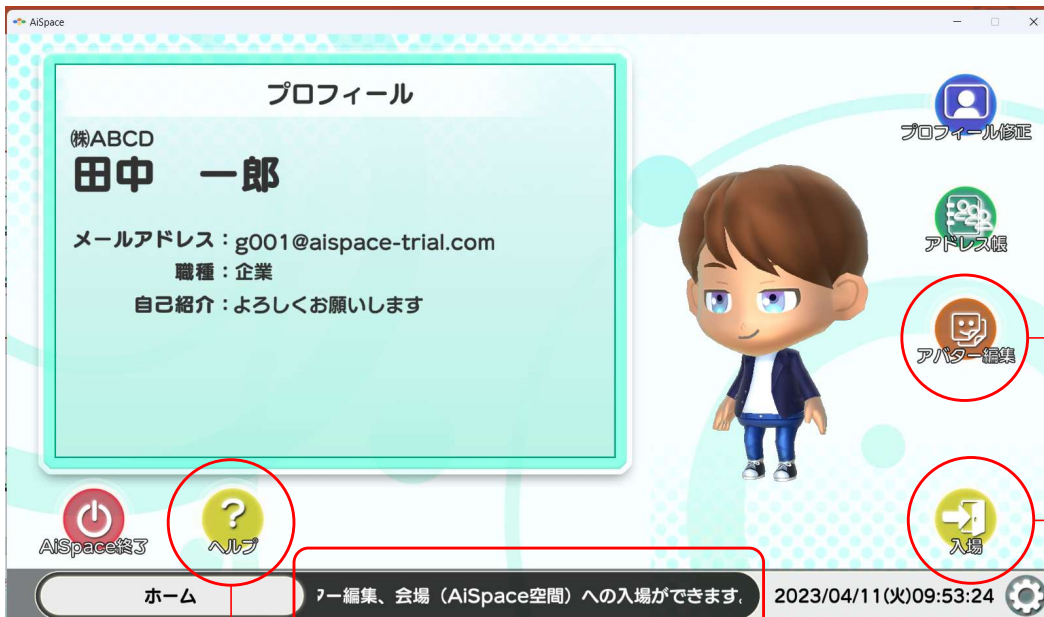 AiSpace
プロフィール
㈱ABCD
田中　一郎
メールアドレス：g001@aispace-trial.com
職種：企業
自己紹介：よろしくお願いします
プロフィール修正
アドレス帳
アバター編集
入場
AiSpace終了
ヘルプ
ホーム
ター編集、会場（AiSpace空間）への入場ができます。
2023/04/11(火)09:53:24